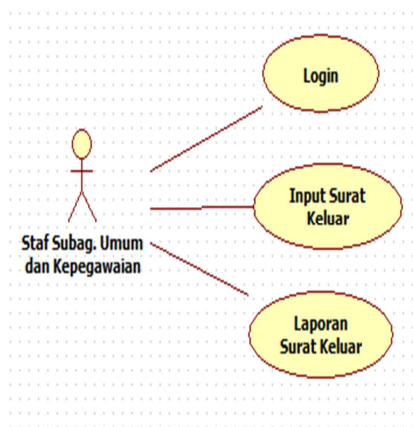 Login
Input Surat
Keluar
Staf Subag. Umum
dan Kepegawaian
Laporan
Surat Keluar